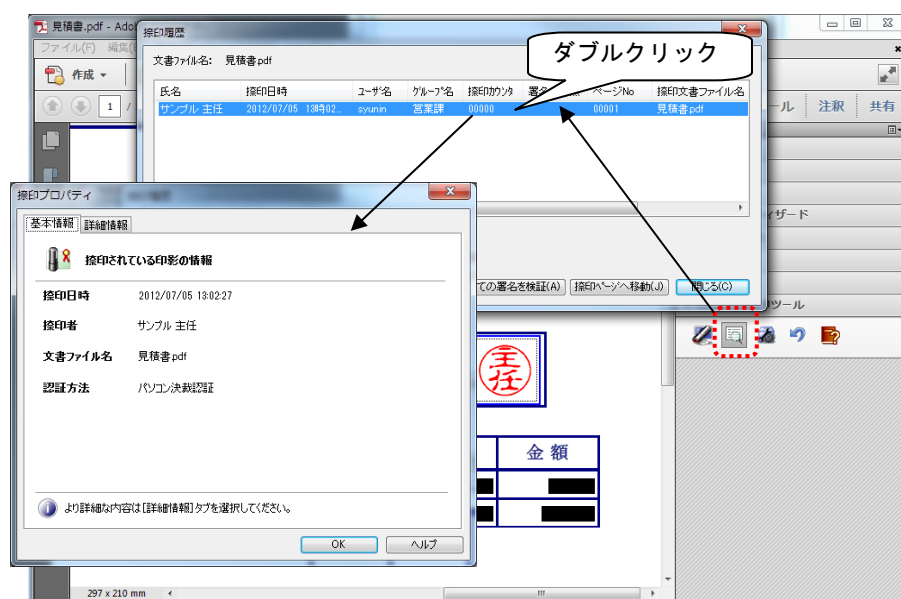 見積書.pdf - Ado
ファイル(F) 編集(
作成
1 /
ール 注釈 共有
ィザード
ツール
捺印履歴
文書ファイル名: 見積書.pdf
ダブルクリック
氏名 捺印日時 ユーザ名 グループ名 捺印カウンタ 署名 ページNo 捺印文書ファイル名
サンプル 主任 2012/07/05 13時02... syunin 営業課 00000 00001 見積書.pdf
ての署名を検証(A) 捺印ページへ移動(J) 閉じる(C)
捺印プロパティ
基本情報 詳細情報
捺印されている印影の情報
捺印日時 2012/07/05 13:02:27
捺印者 サンプル 主任
文書ファイル名 見積書.pdf
認証方法 パソコン決裁認証
より詳細な内容は[詳細情報]タブを選択してください。
OK ヘルプ
主任
金額
297 x 210 mm